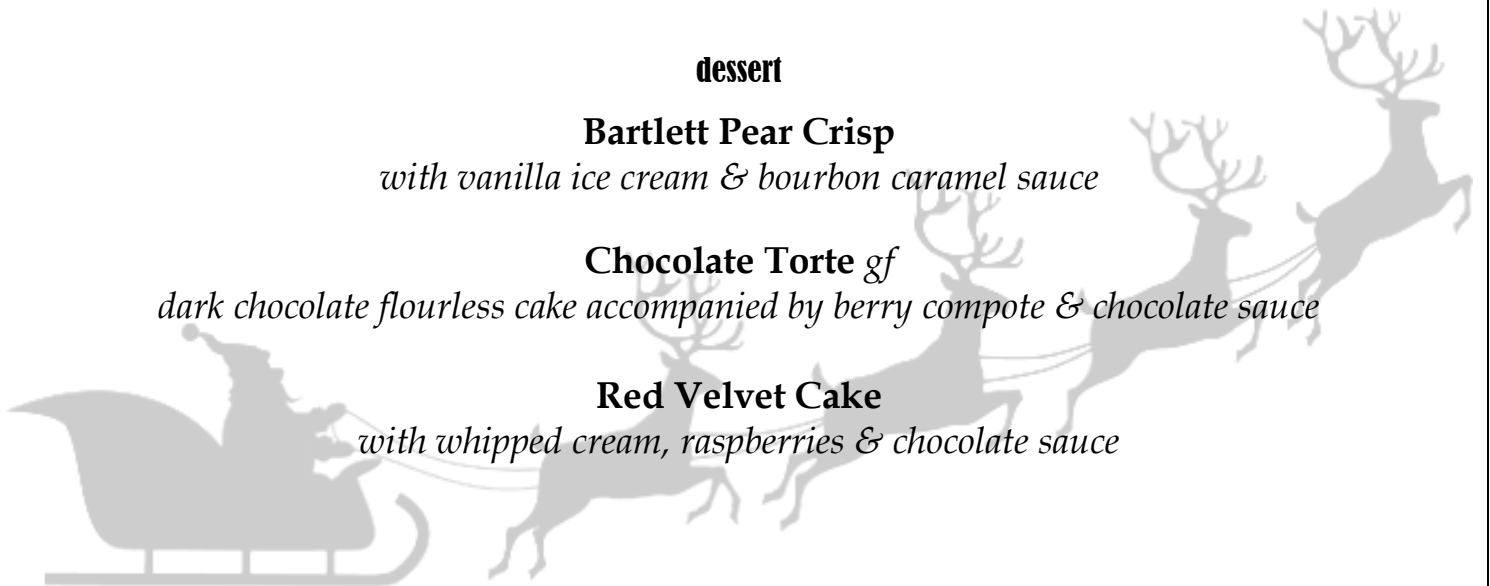 dessert
Bartlett Pear Crisp
with vanilla ice cream & bourbon caramel sauce
Chocolate Torte gf
dark chocolate flourless cake accompanied by berry compote & chocolate sauce
Red Velvet Cake
with whipped cream, raspberries & chocolate sauce